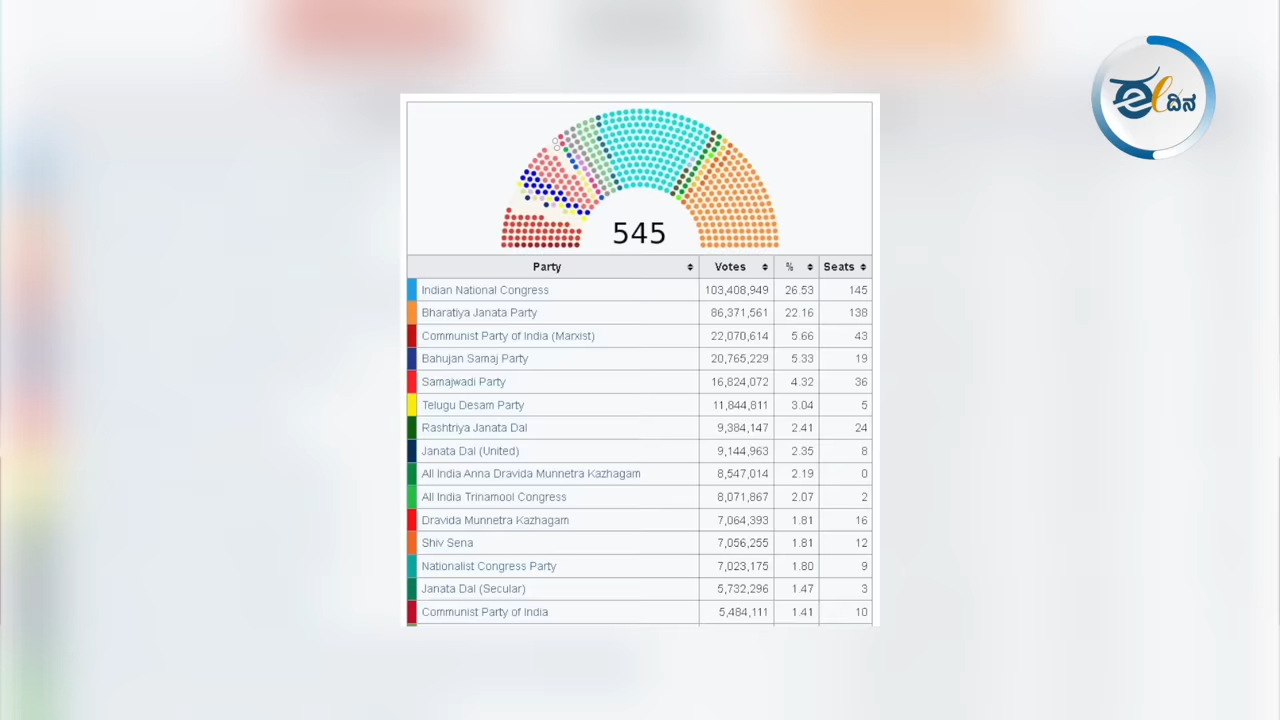 ಈ ದಿನ
545
Party Votes % Seats
Indian National Congress 103,408,949 26.53 145
Bharatiya Janata Party 86,371,561 22.16 138
Communist Party of India (Marxist) 22,070,614 5.66 43
Bahujan Samaj Party 20,765,229 5.33 19
Samajwadi Party 16,824,072 4.32 36
Telugu Desam Party 11,844,811 3.04 5
Rashtriya Janata Dal 9,384,147 2.41 24
Janata Dal (United) 9,144,963 2.35 8
All India Anna Dravida Munnetra Kazhagam 8,547,014 2.19 0
All India Trinamool Congress 8,071,867 2.07 2
Dravida Munnetra Kazhagam 7,064,393 1.81 16
Shiv Sena 7,056,255 1.81 12
Nationalist Congress Party 7,023,175 1.80 9
Janata Dal (Secular) 5,732,296 1.47 3
Communist Party of India 5,484,111 1.41 10